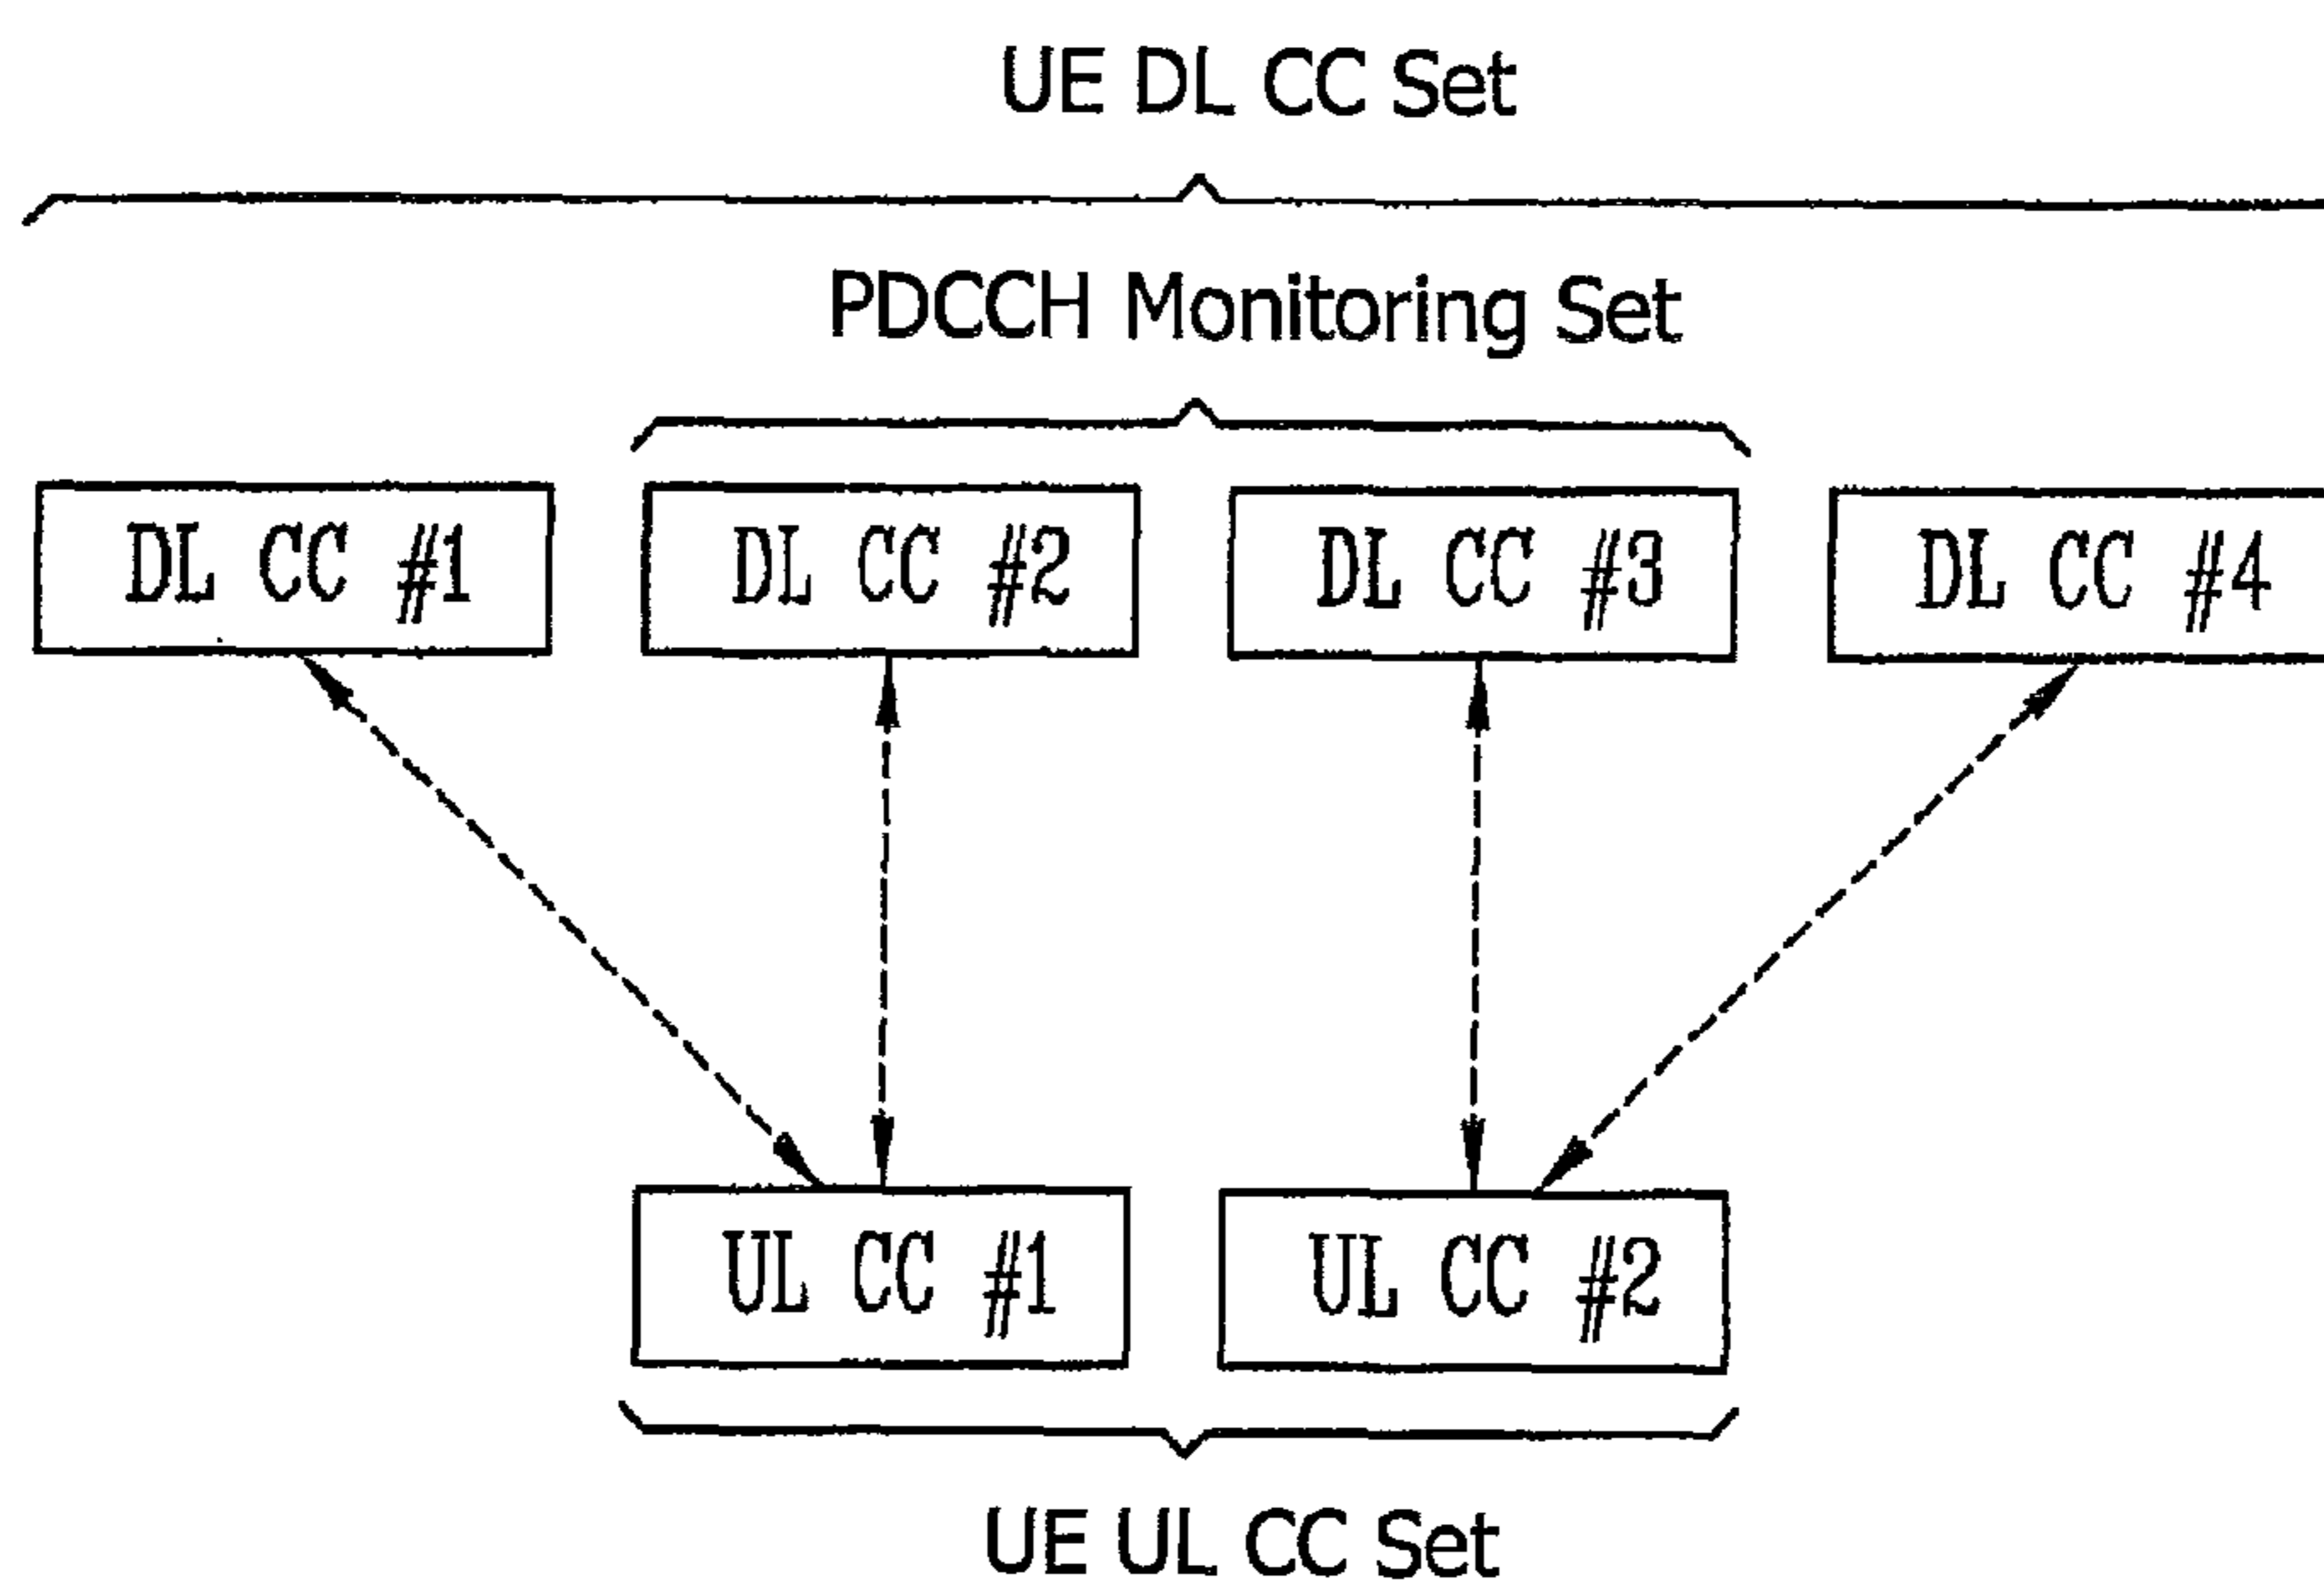 UE DL CC Set
PDCCH Monitoring Set
DL CC #1
DL CC #2
DL CC #3
DL CC #4
UL CC #1
UL CC #2
UE UL CC Set